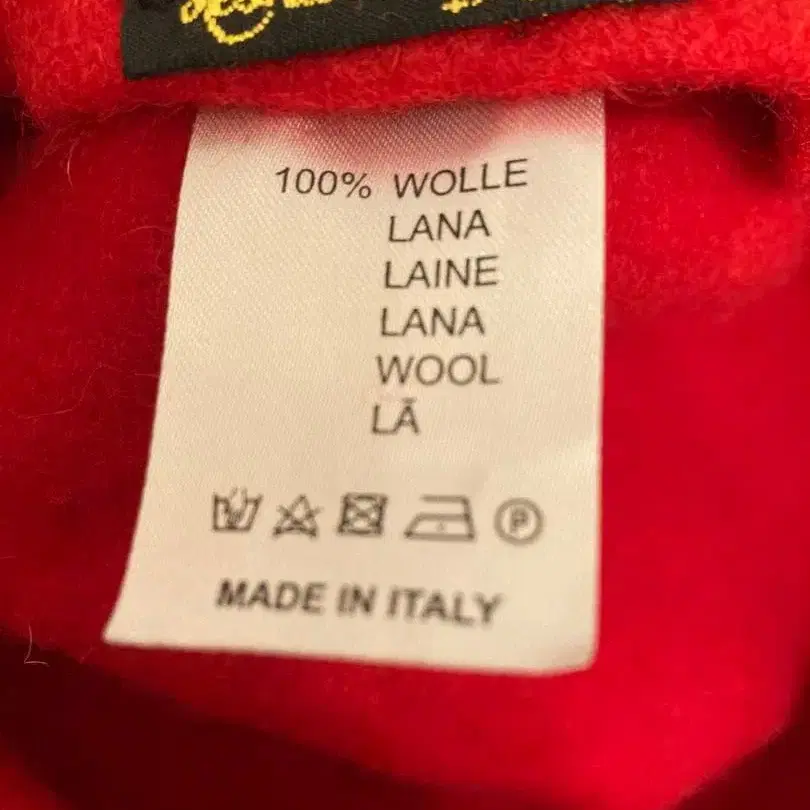 100% WOLLE
LANA
LAINE
LANA
WOOL
LÃ
P
MADE IN ITALY